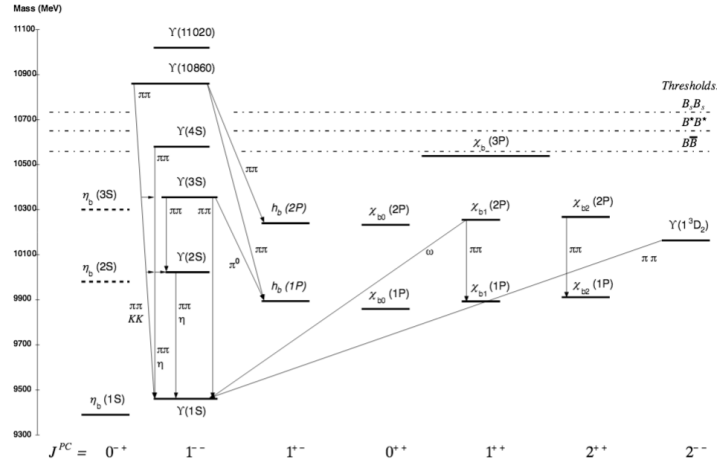 Mass (MeV)
11100
ϒ(11020)
10900
ϒ(10860)
ππ
Thresholds:
BₛBₛ
10700
B*B*
ϒ(4S)
χb (3P)
BB̅
ππ
10500
ππ
ηb (3S)
ϒ(3S)
10300
ππ
ππ
hb (2P)
χb0 (2P)
χb1 (2P)
χb2 (2P)
ϒ(1³D₂)
ππ
ω
ππ
ππ
π π
10100
ηb (2S)
ϒ(2S)
π⁰
hb (1P)
χb0 (1P)
χb1 (1P)
χb2 (1P)
9900
ππ
KK
ππ
η
9700
ππ
η
9500
ηb (1S)
ϒ(1S)
9300
J^PC = 0⁻⁺ 1⁻⁻ 1⁺⁻ 0⁺⁺ 1⁺⁺ 2⁺⁺ 2⁻⁻